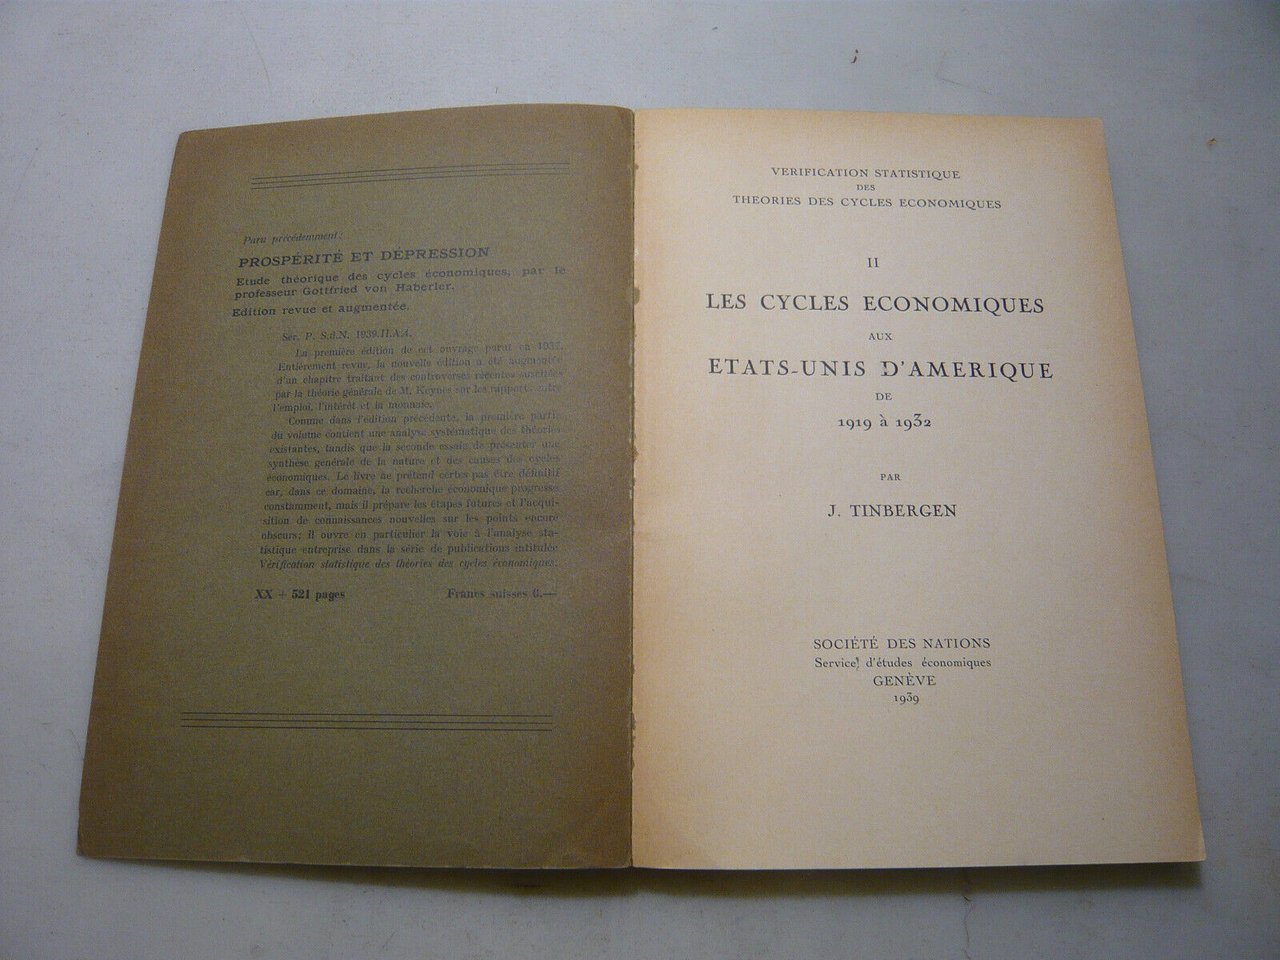 Paru précédemment:
PROSPÉRITÉ ET DÉPRESSION
Etude théorique des cycles économiques, par le
professeur Gottfried von Haberler.
Edition revue et augmentée.
Sér. P. S.d.N. 1939.II.A.4.
La première édition de cet ouvrage parut en 1937.
Entièrement revue, la nouvelle édition a été augmentée
d'un chapitre traitant des controverses récentes suscitées
par la théorie générale de M. Keynes sur les rapports entre
l'emploi, l'intérêt et la monnaie.
Comme dans l'édition précédente, la première partie
du volume contient une analyse systématique des théories
existantes, tandis que la seconde essaie de présenter une
synthèse générale de la nature et des causes des cycles
économiques. Le livre ne prétend certes pas être définitif
car, dans ce domaine, la recherche économique progresse
constamment, mais il prépare les étapes futures et l'acqui-
sition de connaissances nouvelles sur les points encore
obscurs; il ouvre en particulier la voie à l'analyse sta-
tistique entreprise dans la série de publications intitulée
Vérification statistique des théories des cycles économiques.
XX + 521 pages Francs suisses 6.—
VERIFICATION STATISTIQUE
DES
THEORIES DES CYCLES ECONOMIQUES
II
LES CYCLES ECONOMIQUES
AUX
ETATS-UNIS D'AMERIQUE
DE
1919 à 1932
PAR
J. TINBERGEN
SOCIÉTÉ DES NATIONS
Service d'études économiques
GENÈVE
1939